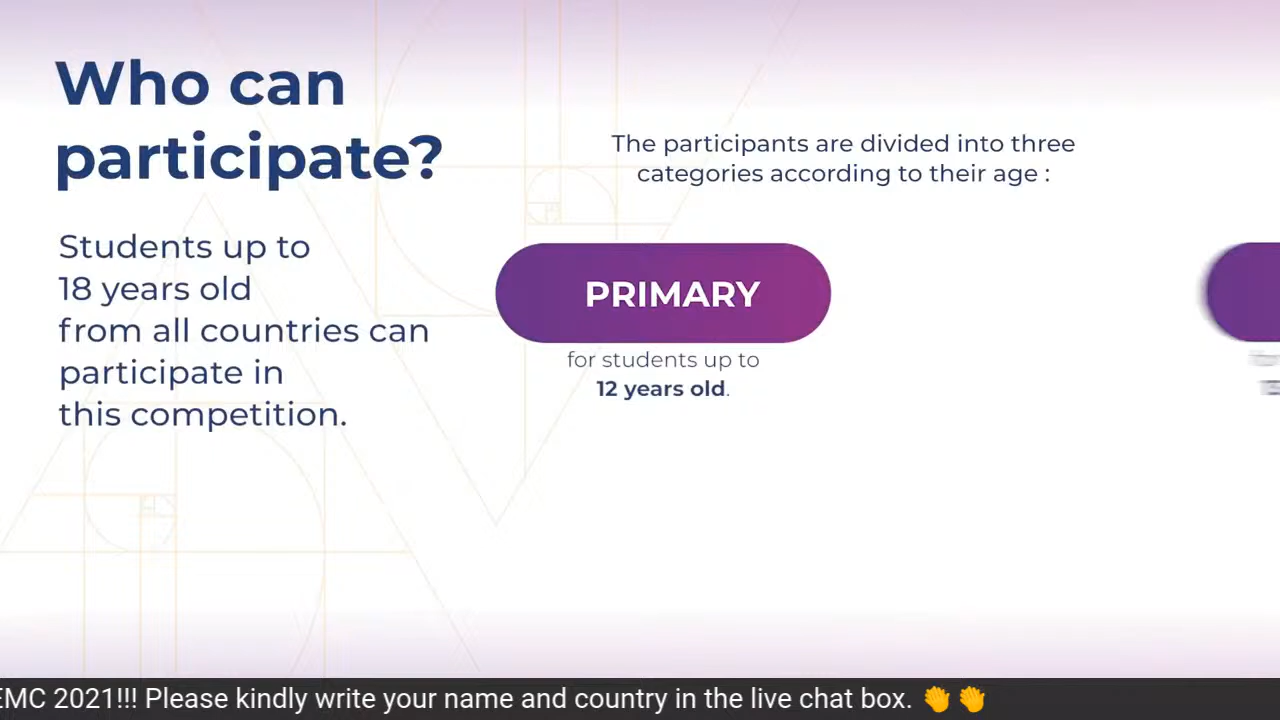 Who can
participate?
Students up to
18 years old
from all countries can
participate in
this competition.
The participants are divided into three
categories according to their age :
PRIMARY
for students up to
12 years old.
EMC 2021!!! Please kindly write your name and country in the live chat box. 👏 👏